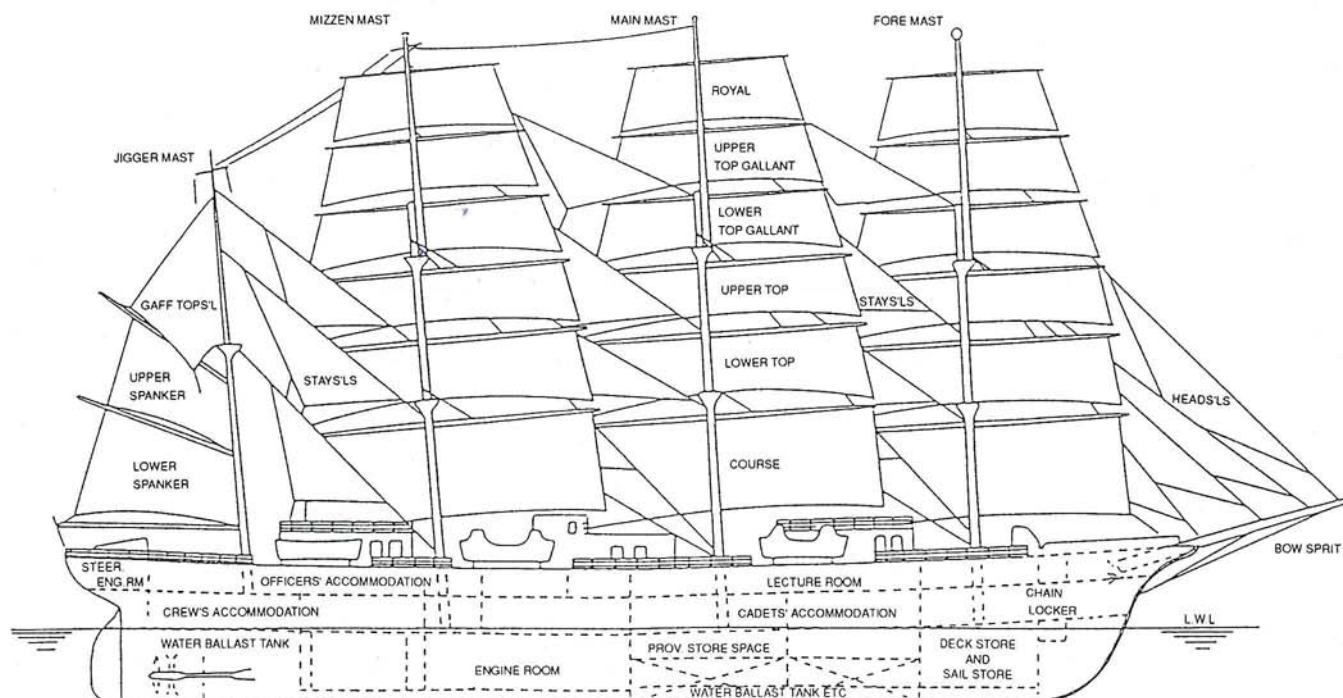 MIZZEN MAST
MAIN MAST
FORE MAST
JIGGER MAST
ROYAL
UPPER
TOP GALLANT
LOWER
TOP GALLANT
GAFF TOPS'L
UPPER TOP
STAYS'LS
UPPER
SPANKER
STAYS'LS
LOWER TOP
HEADS'LS
LOWER
SPANKER
COURSE
BOW SPRIT
STEER.
ENG.RM
OFFICERS' ACCOMMODATION
LECTURE ROOM
CREW'S ACCOMMODATION
CADETS' ACCOMMODATION
CHAIN
LOCKER
L W L
WATER BALLAST TANK
ENGINE ROOM
PROV. STORE SPACE
DECK STORE
AND
SAIL STORE
WATER BALLAST TANK ETC